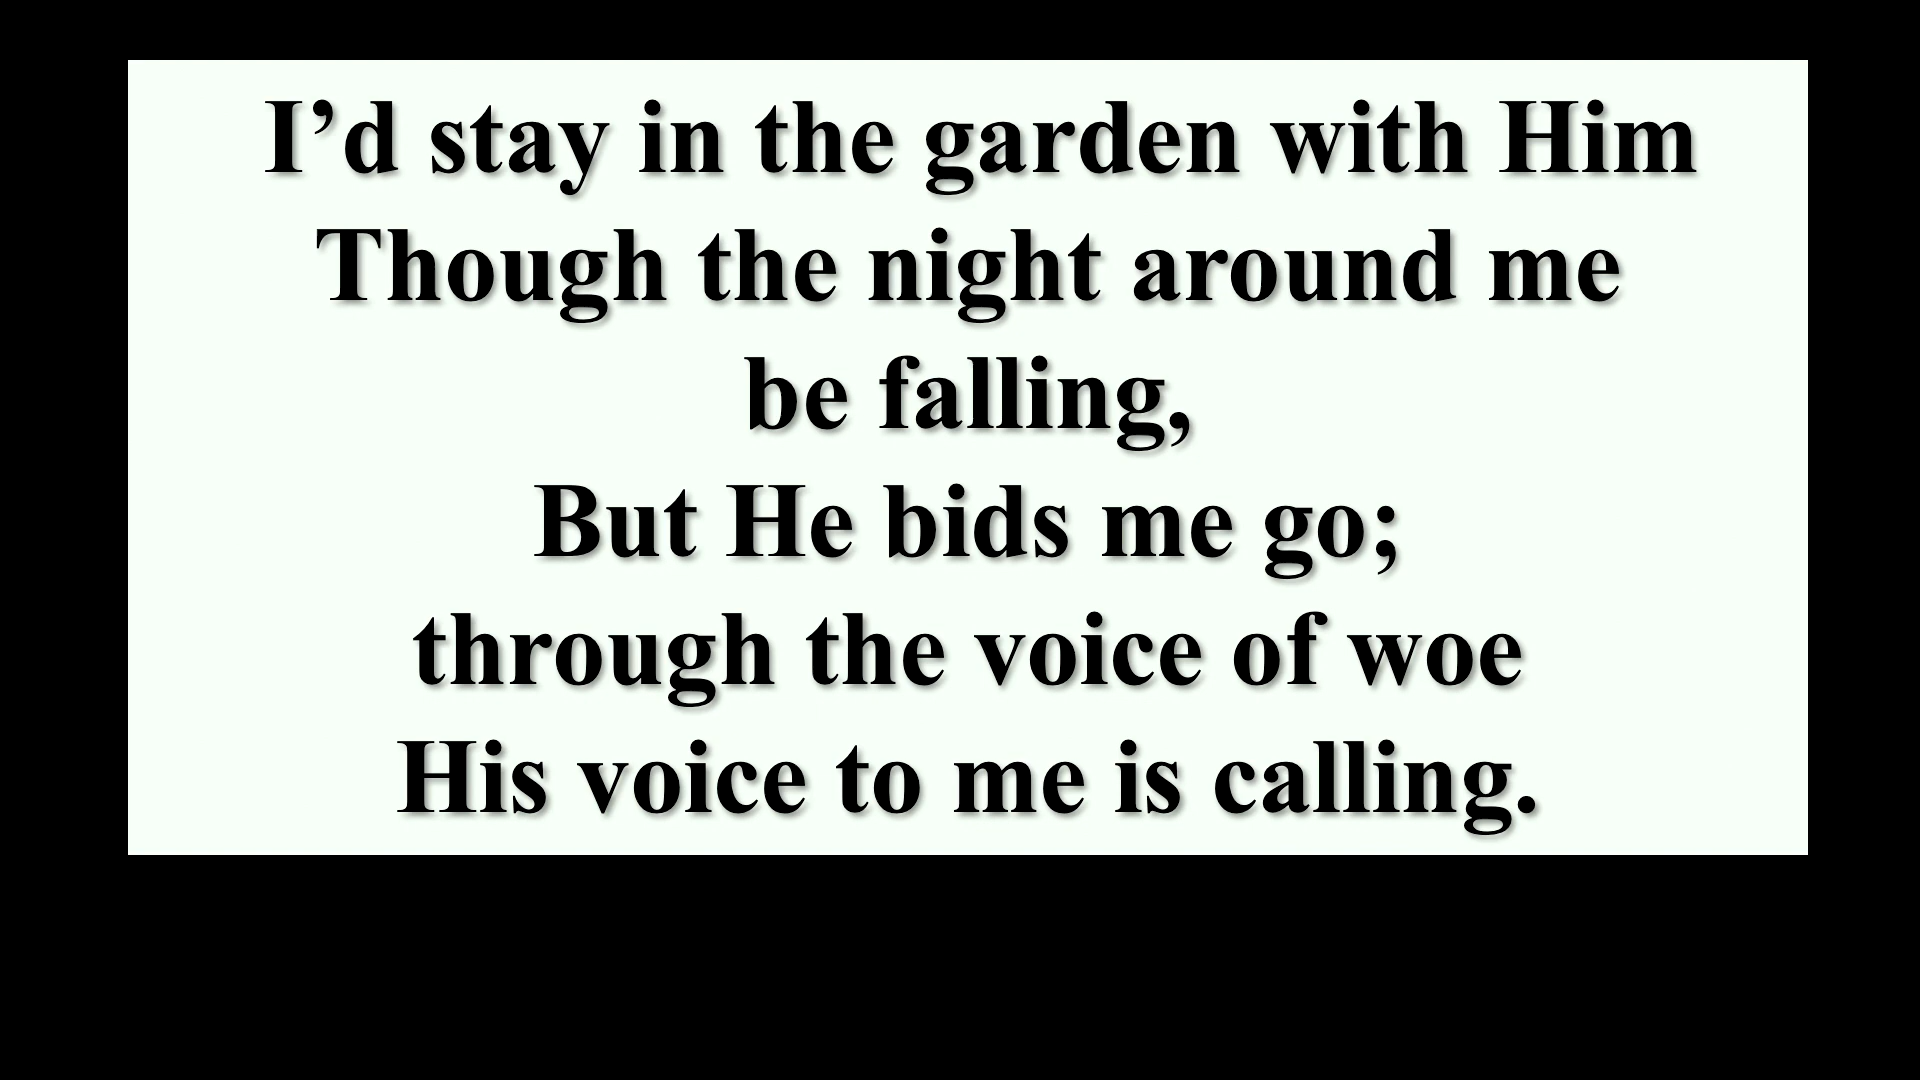 I’d stay in the garden with Him
Though the night around me
be falling,
But He bids me go;
through the voice of woe
His voice to me is calling.